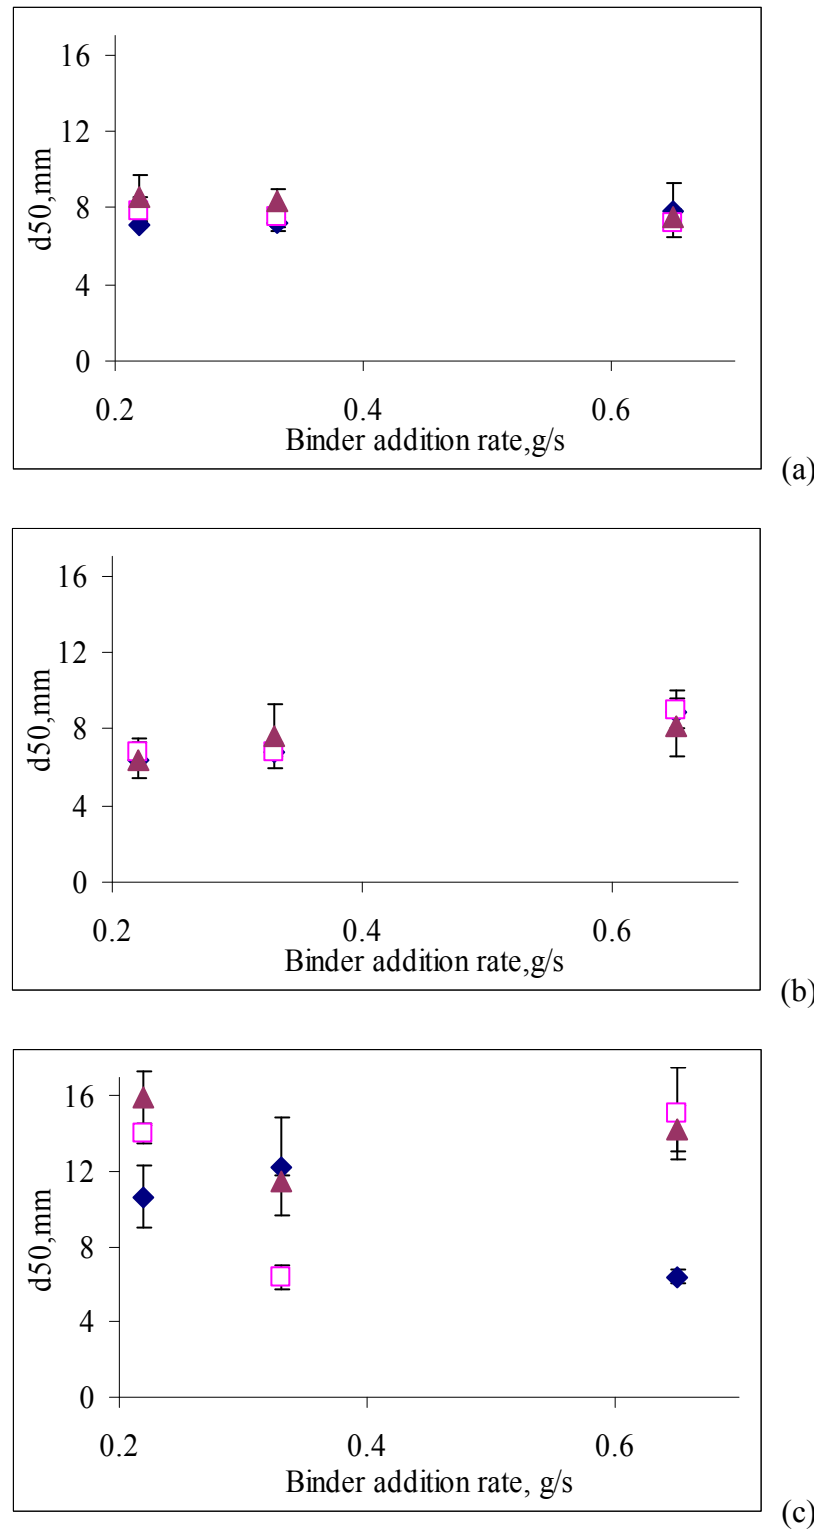 16
12
8
4
0
d50,mm
0.2 0.4 0.6
Binder addition rate,g/s
(a)
16
12
8
4
0
d50,mm
0.2 0.4 0.6
Binder addition rate,g/s
(b)
16
12
8
4
0
d50,mm
0.2 0.4 0.6
Binder addition rate, g/s
(c)